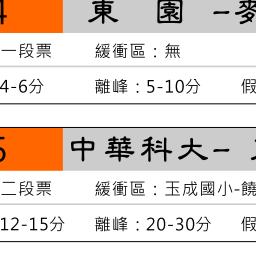 4 東園-麥
一段票 緩衝區：無
4-6分 離峰：5-10分 假
5 中華科大-
二段票 緩衝區：玉成國小-饒
12-15分 離峰：20-30分 假